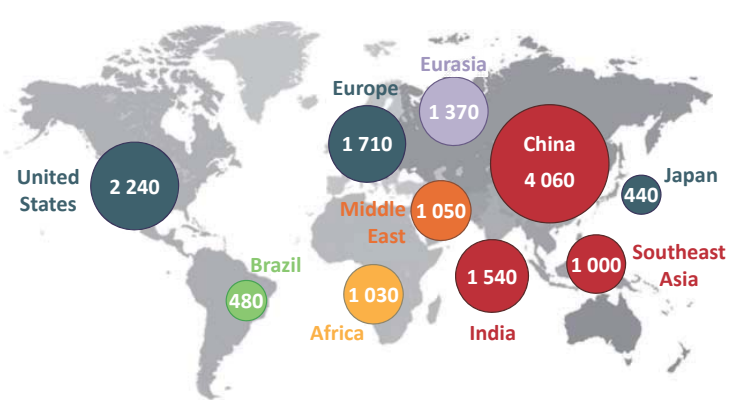 Eurasia
1 370
Europe
1 710
China
4 060
United
States
2 240
Japan
440
Middle
East
1 050
Southeast
Asia
1 000
Brazil
480
India
1 540
Africa
1 030